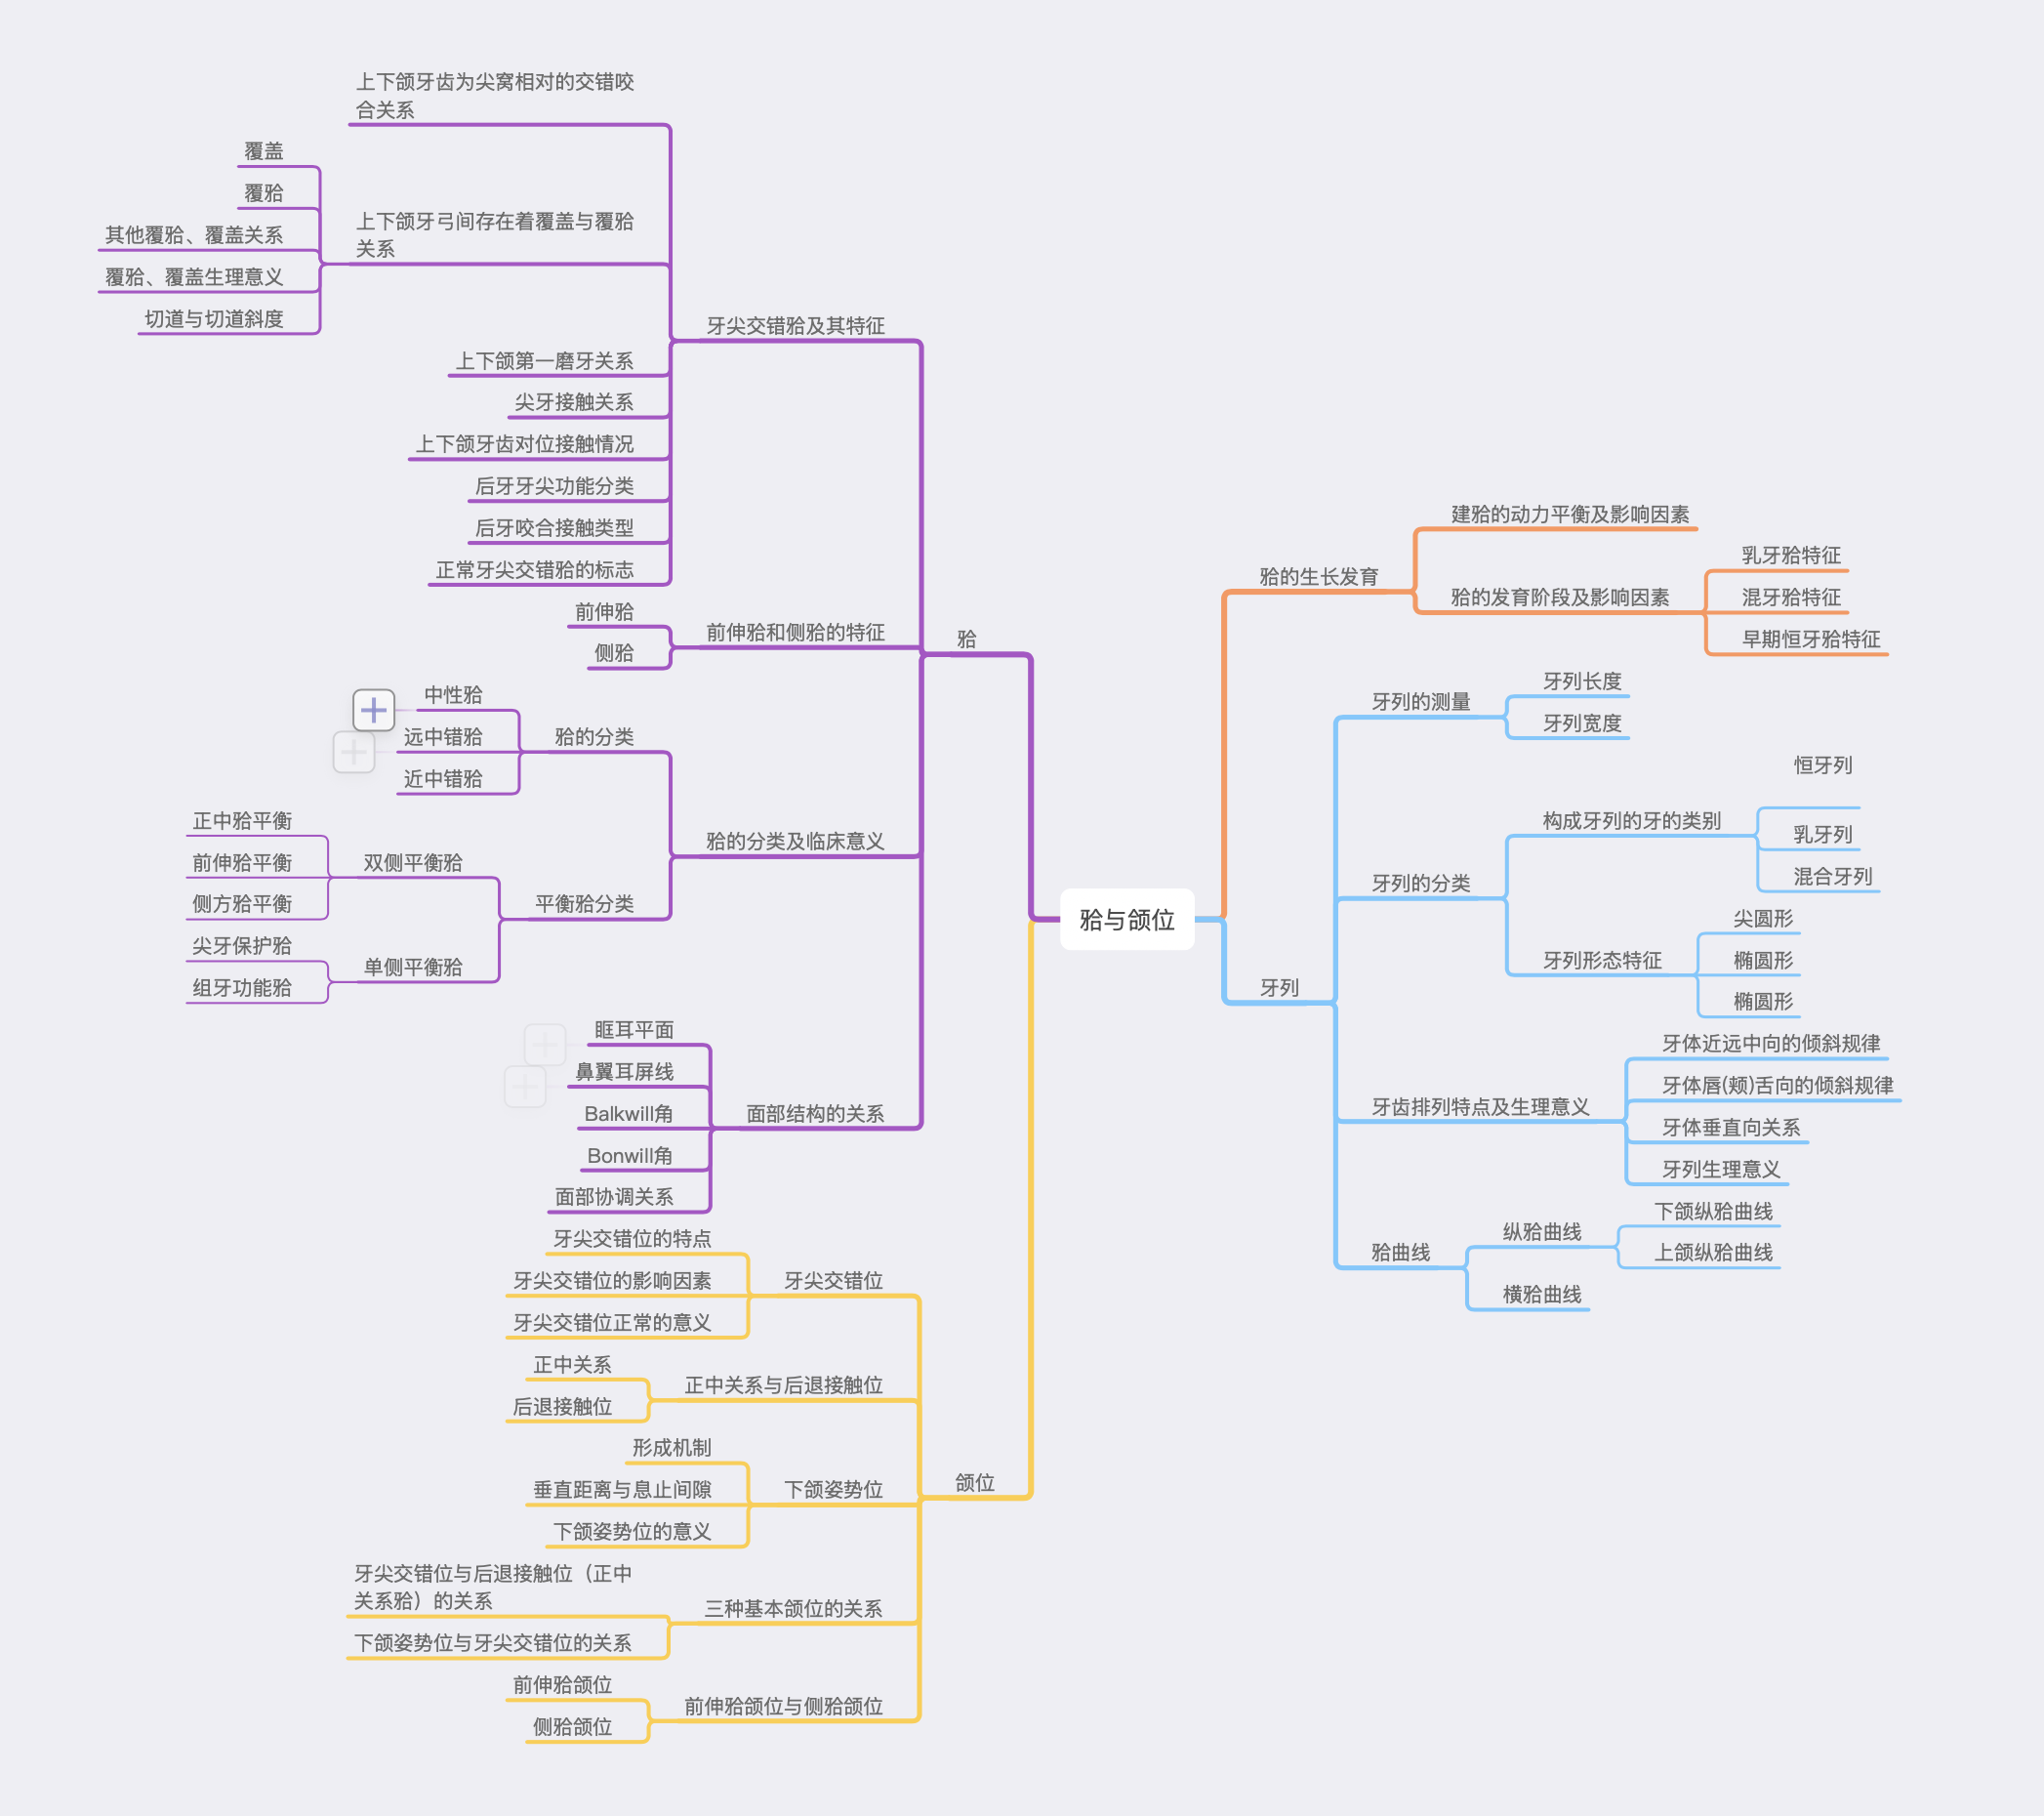 𬌗与颌位
𬌗的生长发育
建𬌗的动力平衡及影响因素
𬌗的发育阶段及影响因素
乳牙𬌗特征
混牙𬌗特征
早期恒牙𬌗特征
牙列
牙列的测量
牙列长度
牙列宽度
牙列的分类
构成牙列的牙的类别
恒牙列
乳牙列
混合牙列
牙列形态特征
尖圆形
椭圆形
椭圆形
牙齿排列特点及生理意义
牙体近远中向的倾斜规律
牙体唇(颊)舌向的倾斜规律
牙体垂直向关系
牙列生理意义
𬌗曲线
纵𬌗曲线
下颌纵𬌗曲线
上颌纵𬌗曲线
横𬌗曲线
𬌗
牙尖交错𬌗及其特征
上下颌牙齿为尖窝相对的交错咬
合关系
上下颌牙弓间存在着覆盖与覆𬌗
关系
覆盖
覆𬌗
其他覆𬌗、覆盖关系
覆𬌗、覆盖生理意义
切道与切道斜度
上下颌第一磨牙关系
尖牙接触关系
上下颌牙齿对位接触情况
后牙牙尖功能分类
后牙咬合接触类型
正常牙尖交错𬌗的标志
前伸𬌗和侧𬌗的特征
前伸𬌗
侧𬌗
𬌗的分类及临床意义
𬌗的分类
中性𬌗
远中错𬌗
近中错𬌗
平衡𬌗分类
双侧平衡𬌗
正中𬌗平衡
前伸𬌗平衡
侧方𬌗平衡
单侧平衡𬌗
尖牙保护𬌗
组牙功能𬌗
面部结构的关系
眶耳平面
鼻翼耳屏线
Balkwill角
Bonwill角
面部协调关系
颌位
牙尖交错位
牙尖交错位的特点
牙尖交错位的影响因素
牙尖交错位正常的意义
正中关系与后退接触位
正中关系
后退接触位
下颌姿势位
形成机制
垂直距离与息止间隙
下颌姿势位的意义
三种基本颌位的关系
牙尖交错位与后退接触位（正中
关系𬌗）的关系
下颌姿势位与牙尖交错位的关系
前伸𬌗颌位与侧𬌗颌位
前伸𬌗颌位
侧𬌗颌位